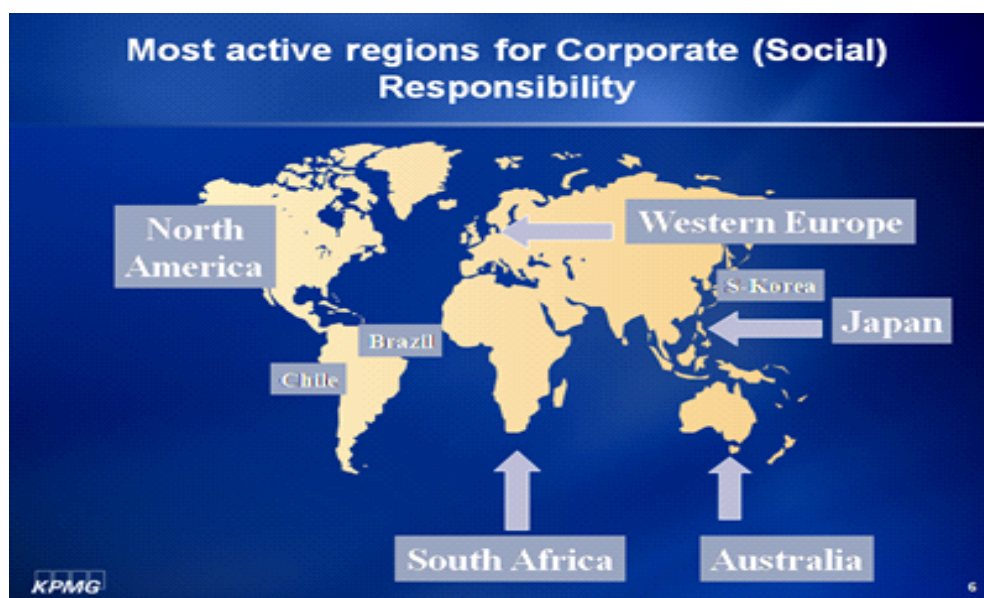 Most active regions for Corporate (Social)
Responsibility
North
America
Western Europe
S-Korea
Japan
Brazil
Chile
South Africa
Australia
KPMG
6